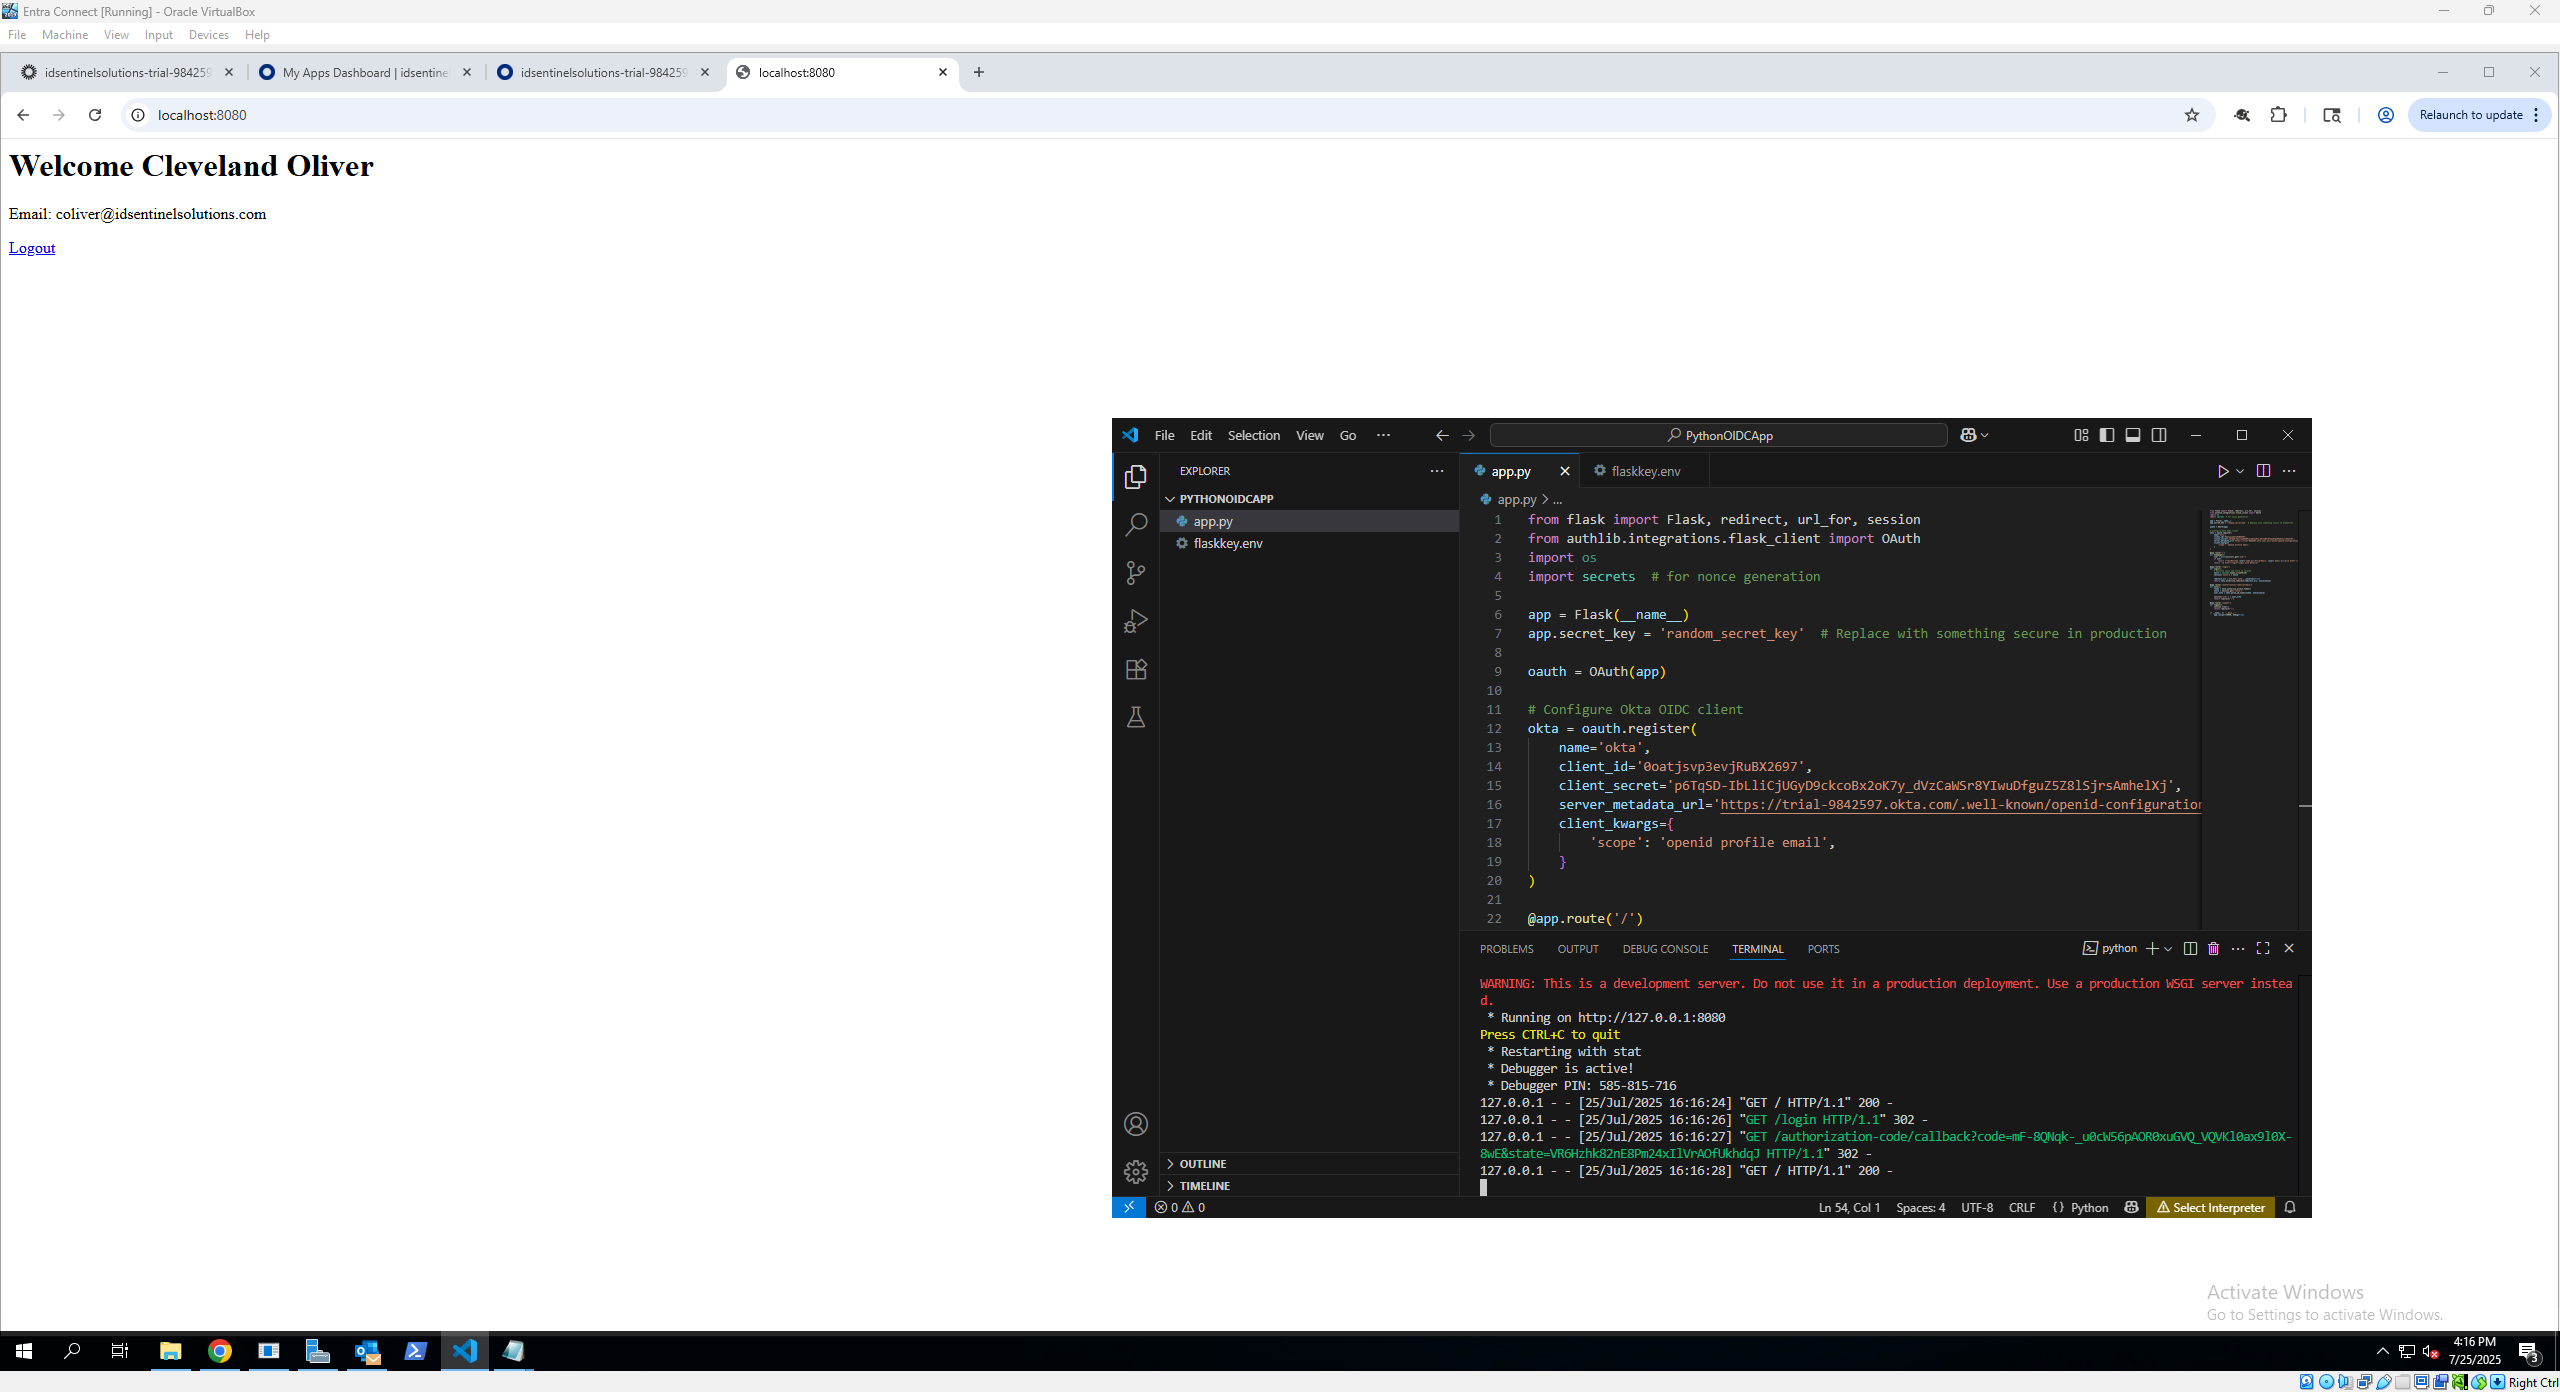 Entra Connect [Running] - Oracle VirtualBox
File Machine View Input Devices Help
idsentinelsolutions-trial-984259
My Apps Dashboard | idsentine
idsentinelsolutions-trial-984259
localhost:8080
localhost:8080
Relaunch to update
Welcome Cleveland Oliver
Email: coliver@idsentinelsolutions.com
Logout
File Edit Selection View Go ···
PythonOIDCApp
EXPLORER
PYTHONOIDCAPP
app.py
flaskkey.env
OUTLINE
TIMELINE
app.py
flaskkey.env
app.py > ...
1 from flask import Flask, redirect, url_for, session
2 from authlib.integrations.flask_client import OAuth
3 import os
4 import secrets  # for nonce generation
5
6 app = Flask(__name__)
7 app.secret_key = 'random_secret_key'  # Replace with something secure in production
8
9 oauth = OAuth(app)
10
11 # Configure Okta OIDC client
12 okta = oauth.register(
13     name='okta',
14     client_id='0oatjsvp3evjRuBX2697',
15     client_secret='p6TqSD-IbLliCjUGyD9ckcoBx2oK7y_dVzCaWSr8YIwuDfguZ5Z8lSjrsAmhelXj',
16     server_metadata_url='https://trial-9842597.okta.com/.well-known/openid-configuration
17     client_kwargs={
18         'scope': 'openid profile email',
19     }
20 )
21
22 @app.route('/')
PROBLEMS OUTPUT DEBUG CONSOLE TERMINAL PORTS
python
WARNING: This is a development server. Do not use it in a production deployment. Use a production WSGI server instea
d.
* Running on http://127.0.0.1:8080
Press CTRL+C to quit
* Restarting with stat
* Debugger is active!
* Debugger PIN: 585-815-716
127.0.0.1 - - [25/Jul/2025 16:16:24] "GET / HTTP/1.1" 200 -
127.0.0.1 - - [25/Jul/2025 16:16:26] "GET /login HTTP/1.1" 302 -
127.0.0.1 - - [25/Jul/2025 16:16:27] "GET /authorization-code/callback?code=mF-8QNqk-_u0cW56pAOR0xuGVQ_VQVKl0ax9l0X-
8wE&state=VR6Hzhk82nE8Pm24xIlVrAOfUkhdqJ HTTP/1.1" 302 -
127.0.0.1 - - [25/Jul/2025 16:16:28] "GET / HTTP/1.1" 200 -
0 0
Ln 54, Col 1 Spaces: 4 UTF-8 CRLF {} Python Select Interpreter
Activate Windows
Go to Settings to activate Windows.
4:16 PM
7/25/2025
3
Right Ctrl